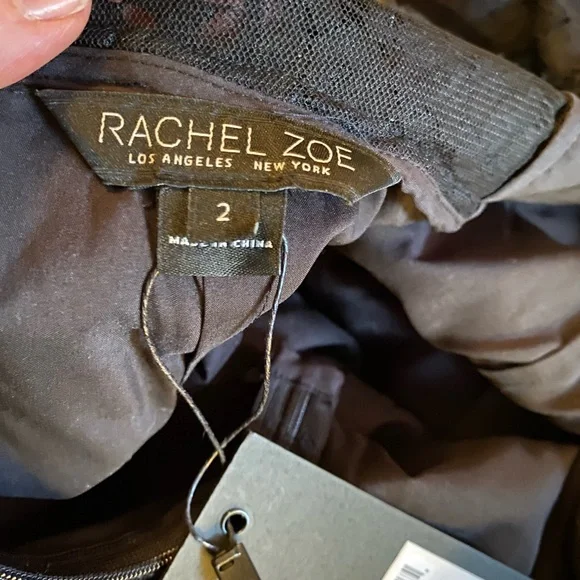 RACHEL ZOE
LOS ANGELES NEW YORK
2
MADE IN CHINA